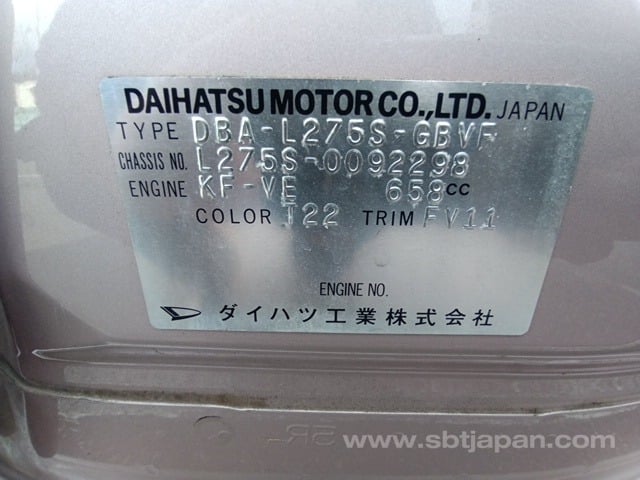 DAIHATSU MOTOR CO.,LTD. JAPAN
TYPE DBA-L275S-GBVF
CHASSIS NO. L275S-0092298
ENGINE KF-VE 658CC
COLOR T22 TRIM FV11
ENGINE NO.
ダイハツ工業株式会社
5RL
www.sbtjapan.com